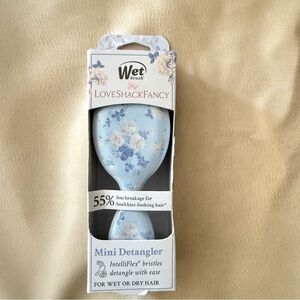 Wet
brush
LOVESHACKFANCY
55% less breakage for
healthier-looking hair*
Mini Detangler
IntelliFlex® bristles
detangle with ease
FOR WET OR DRY HAIR